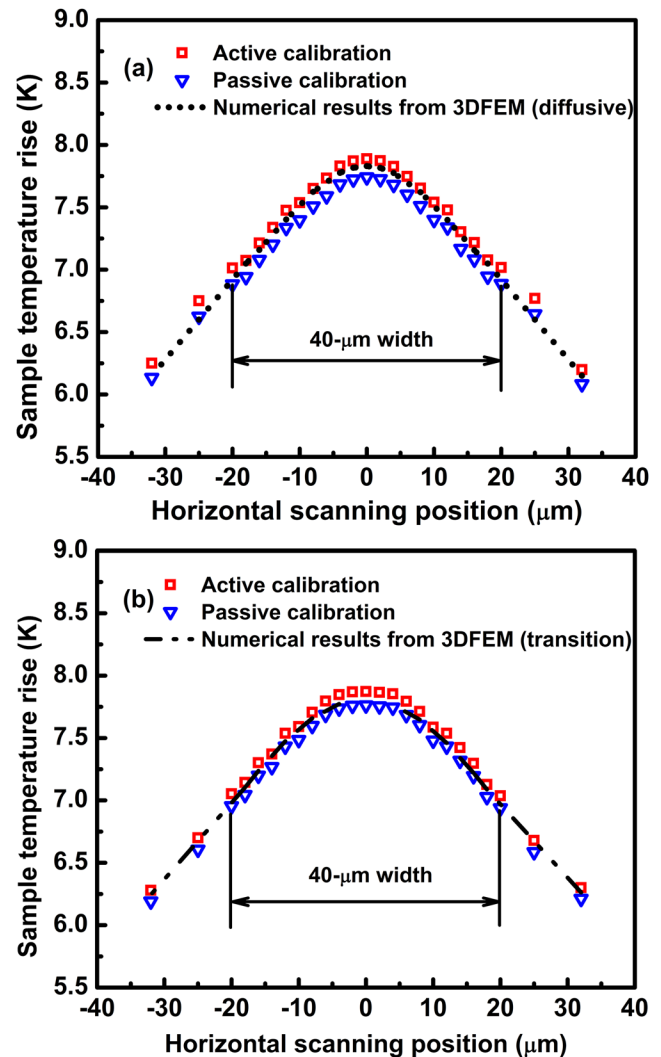 9.0
(a)
Active calibration
8.5
Passive calibration
Numerical results from 3DFEM (diffusive)
8.0
7.5
7.0
6.5
40-μm width
6.0
5.5
Sample temperature rise (K)
-40 -30 -20 -10 0 10 20 30 40
Horizontal scanning position (μm)
9.0
(b)
Active calibration
8.5
Passive calibration
Numerical results from 3DFEM (transition)
8.0
7.5
7.0
6.5
40-μm width
6.0
5.5
Sample temperature rise (K)
-40 -30 -20 -10 0 10 20 30 40
Horizontal scanning position (μm)